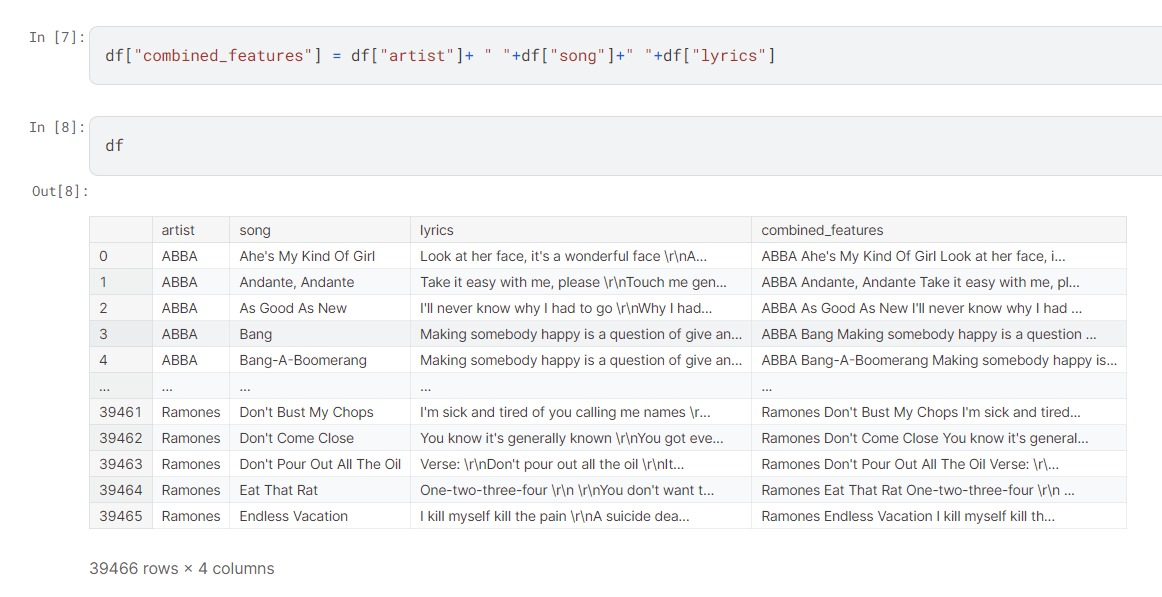 In [7]: df["combined_features"] = df["artist"]+ " "+df["song"]+" "+df["lyrics"]
In [8]: df
Out[8]:
artist song lyrics combined_features
0 ABBA Ahe's My Kind Of Girl Look at her face, it's a wonderful face \r\nA... ABBA Ahe's My Kind Of Girl Look at her face, i...
1 ABBA Andante, Andante Take it easy with me, please \r\nTouch me gen... ABBA Andante, Andante Take it easy with me, pl...
2 ABBA As Good As New I'll never know why I had to go \r\nWhy I had... ABBA As Good As New I'll never know why I had ...
3 ABBA Bang Making somebody happy is a question of give an... ABBA Bang Making somebody happy is a question ...
4 ABBA Bang-A-Boomerang Making somebody happy is a question of give an... ABBA Bang-A-Boomerang Making somebody happy is...
... ... ... ... ...
39461 Ramones Don't Bust My Chops I'm sick and tired of you calling me names \r... Ramones Don't Bust My Chops I'm sick and tired...
39462 Ramones Don't Come Close You know it's generally known \r\nYou got eve... Ramones Don't Come Close You know it's general...
39463 Ramones Don't Pour Out All The Oil Verse: \r\nDon't pour out all the oil \r\nIt... Ramones Don't Pour Out All The Oil Verse: \r\...
39464 Ramones Eat That Rat One-two-three-four \r\n \r\nYou don't want t... Ramones Eat That Rat One-two-three-four \r\n ...
39465 Ramones Endless Vacation I kill myself kill the pain \r\nA suicide dea... Ramones Endless Vacation I kill myself kill th...
39466 rows × 4 columns